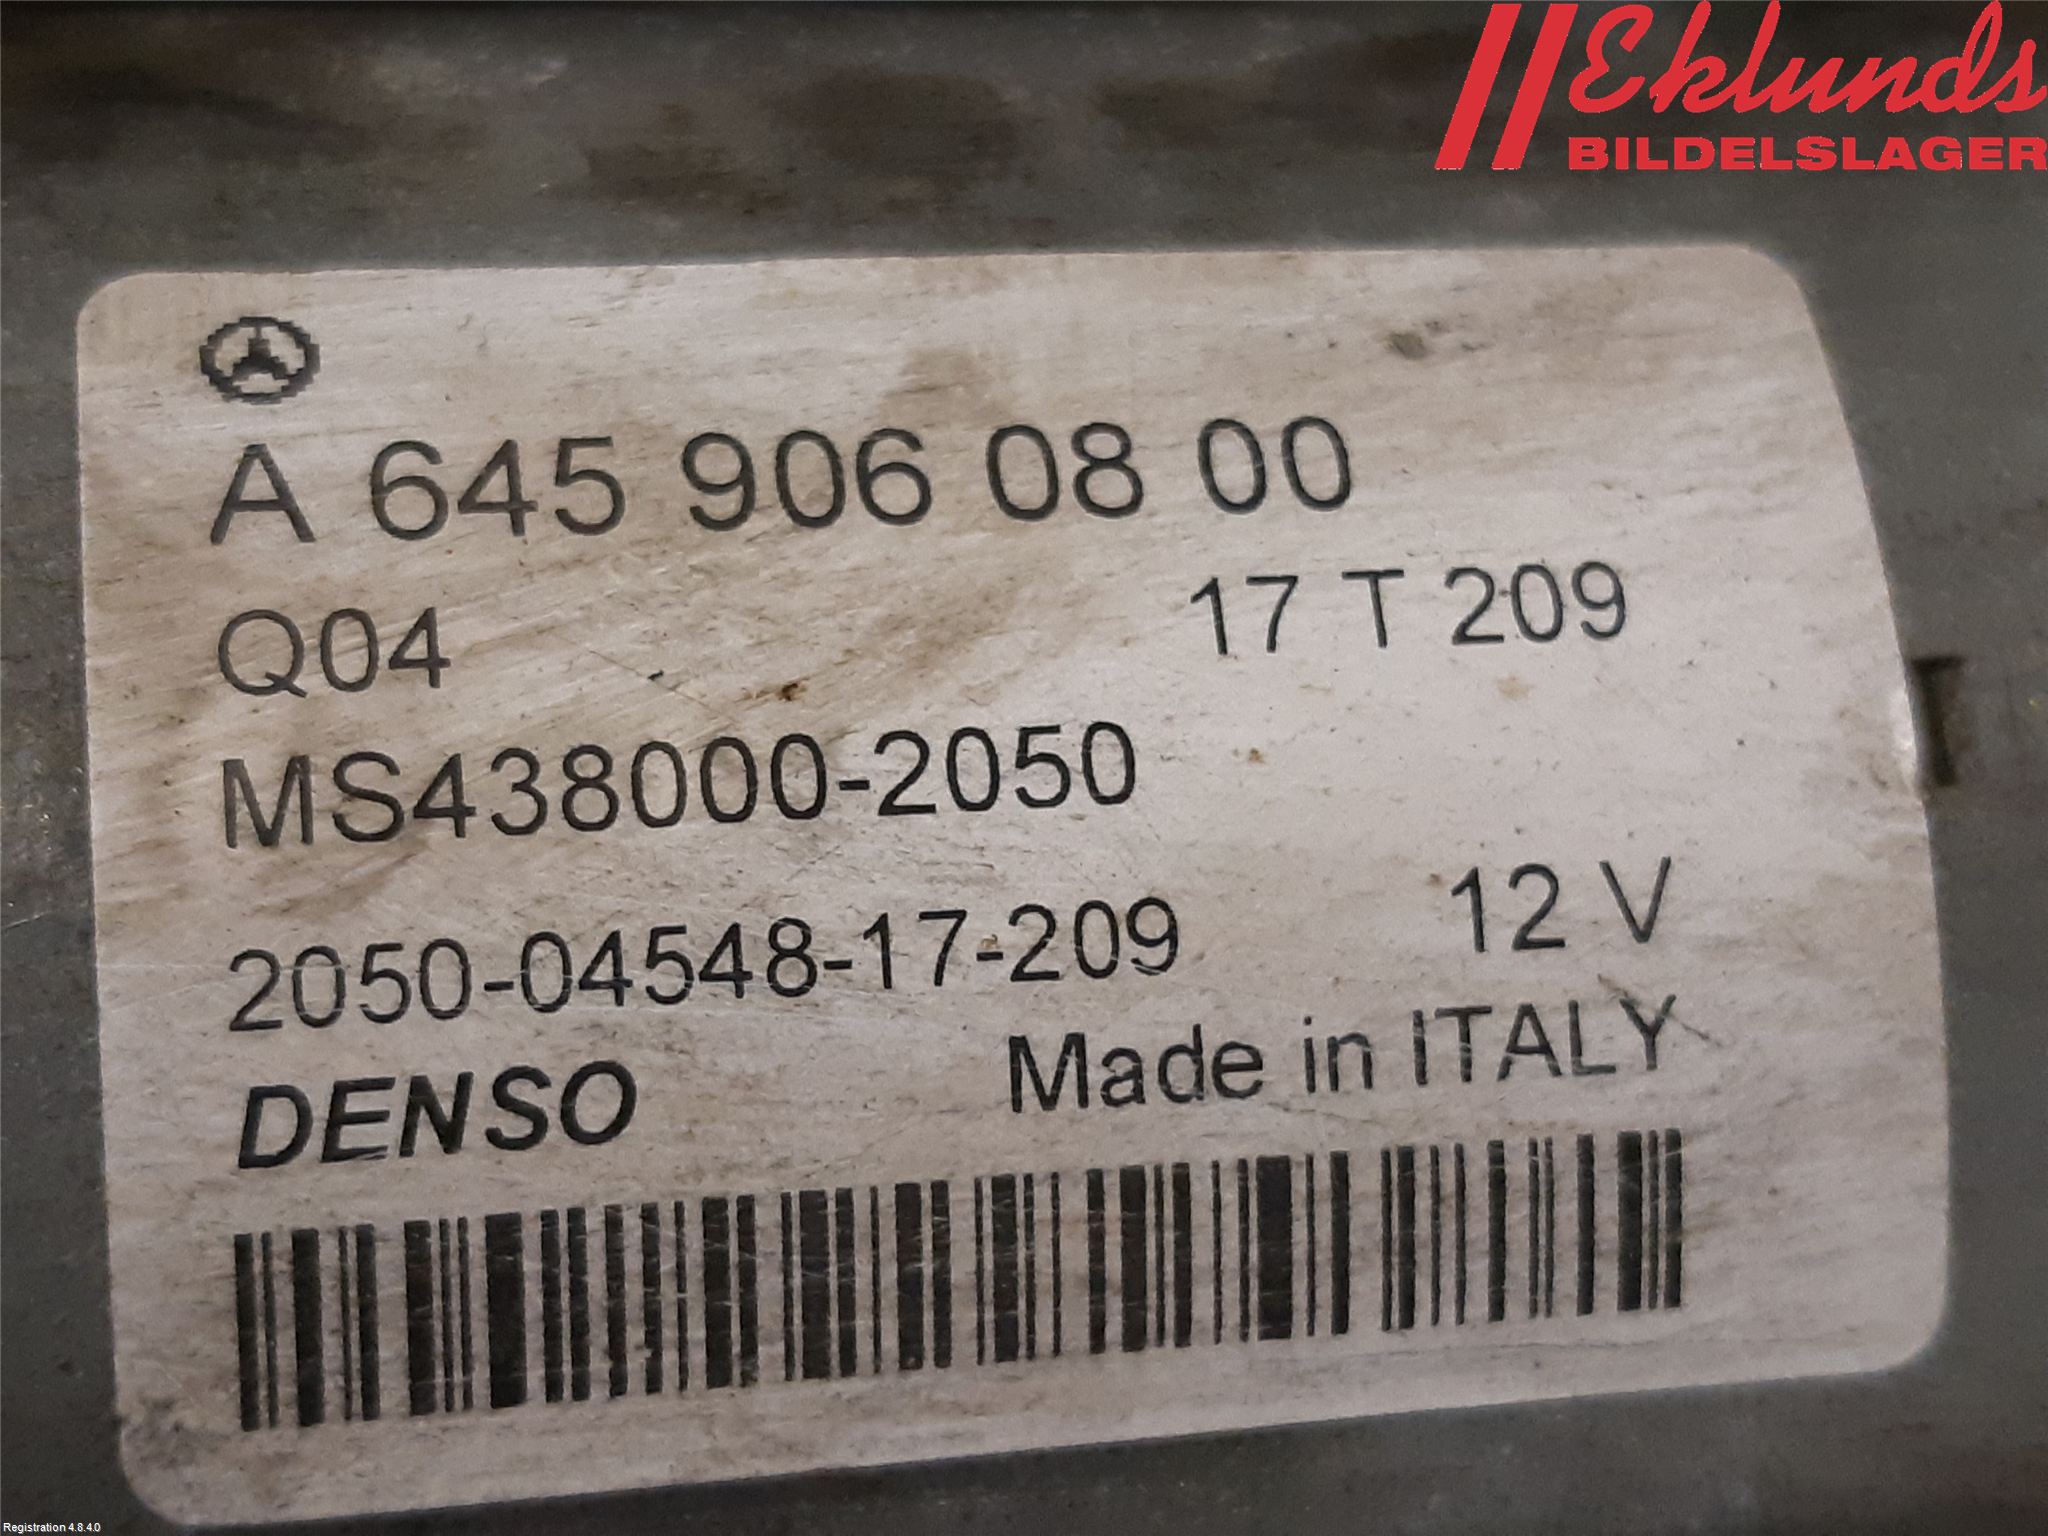 Eklunds
BILDELSLAGER
A 645 906 08 00
Q04 17 T 209
MS438000-2050
2050-04548-17-209 12 V
DENSO Made in ITALY
Registration 4.8.4.0